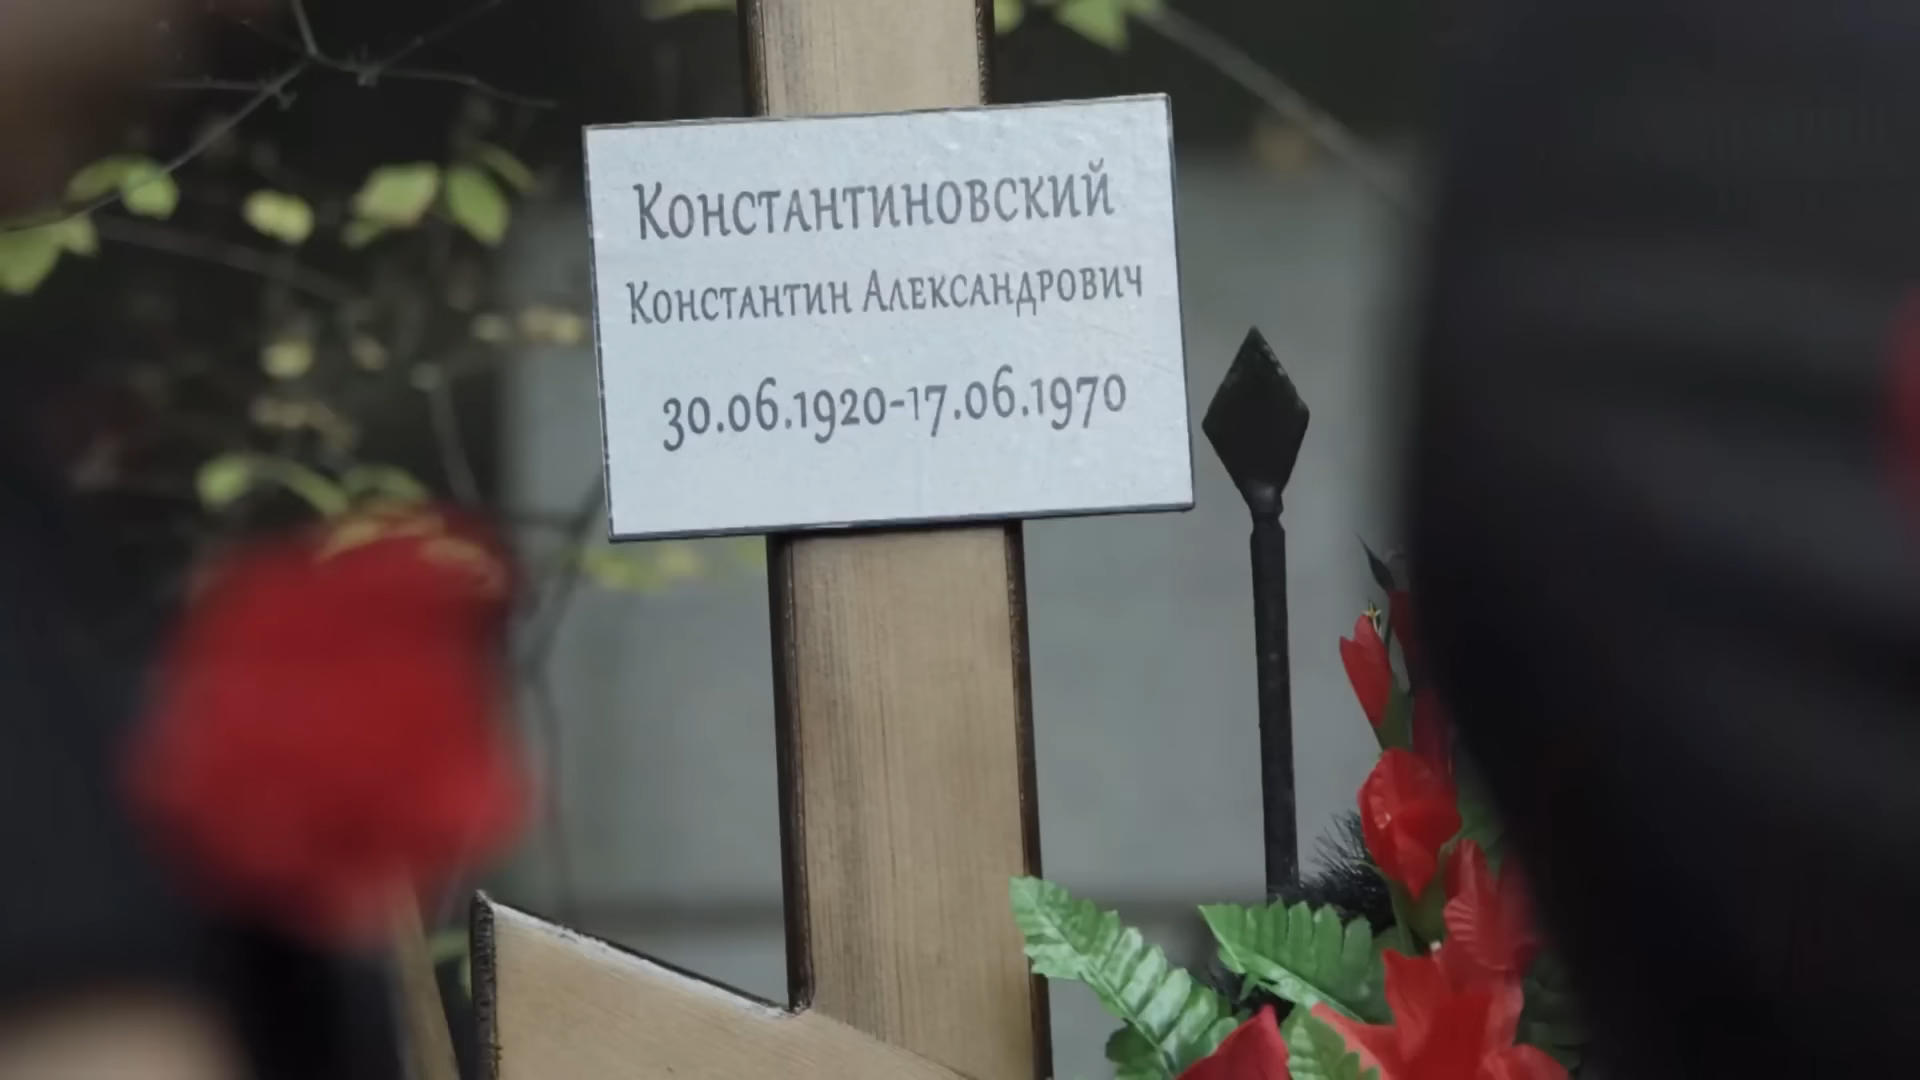 Константиновский
Константин Александрович
30.06.1920-17.06.1970